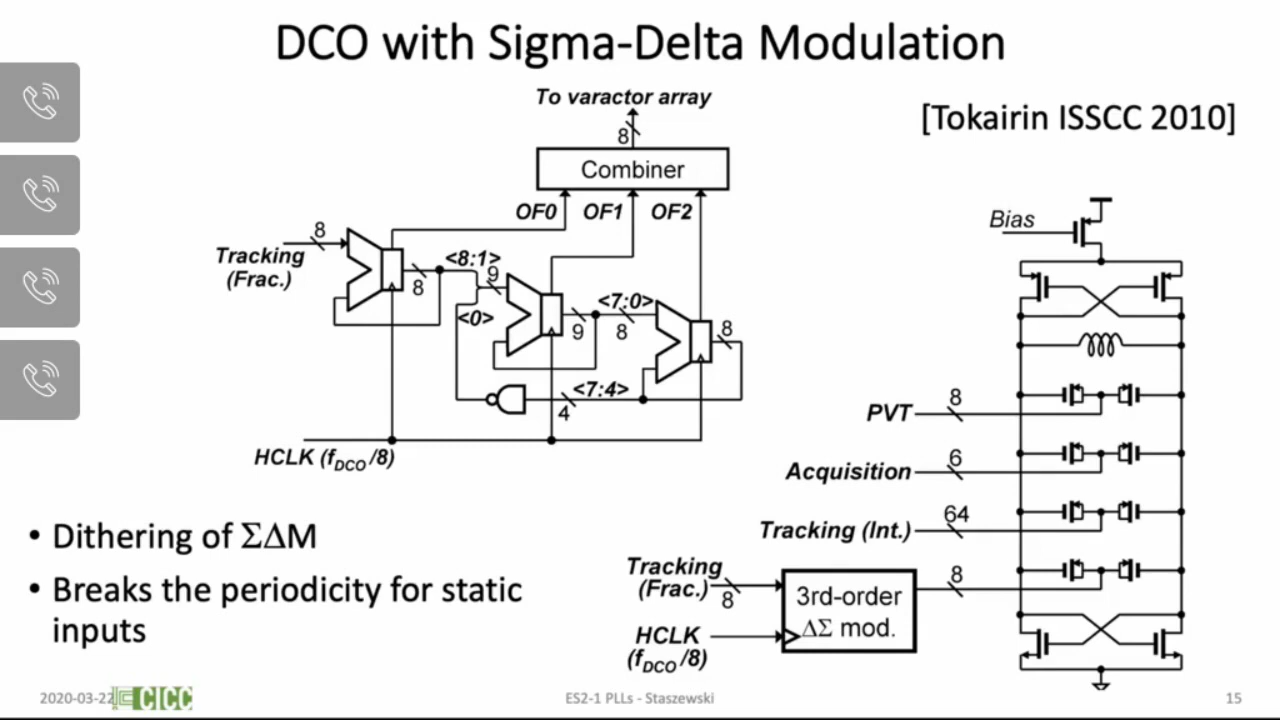 DCO with Sigma-Delta Modulation
[Tokairin ISSCC 2010]
To varactor array
8
Combiner
OF0 OF1 OF2
8
Tracking
(Frac.)
8
<8:1>
9
<0>
9
<7:0>
8
8
<7:4>
4
HCLK (fDCO/8)
Bias
PVT 8
Acquisition 6
Tracking (Int.) 64
Tracking
(Frac.)
8
HCLK
(fDCO/8)
3rd-order
ΔΣ mod.
8
• Dithering of ΣΔM
• Breaks the periodicity for static
inputs
2020-03-22
CICC
ES2-1 PLLs - Staszewski
15